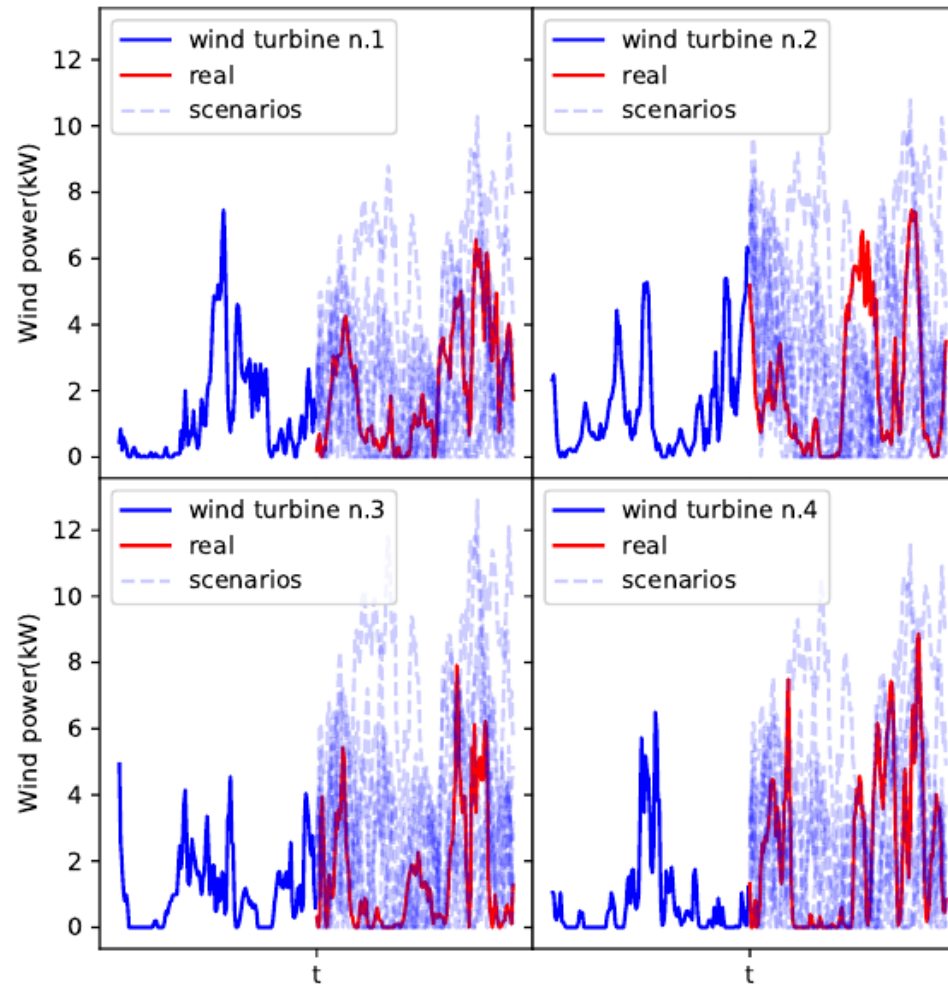 wind turbine n.1
real
scenarios
wind turbine n.2
real
scenarios
12
10
8
6
4
2
0
Wind power(kW)
wind turbine n.3
real
scenarios
wind turbine n.4
real
scenarios
12
10
8
6
4
2
0
Wind power(kW)
t
t